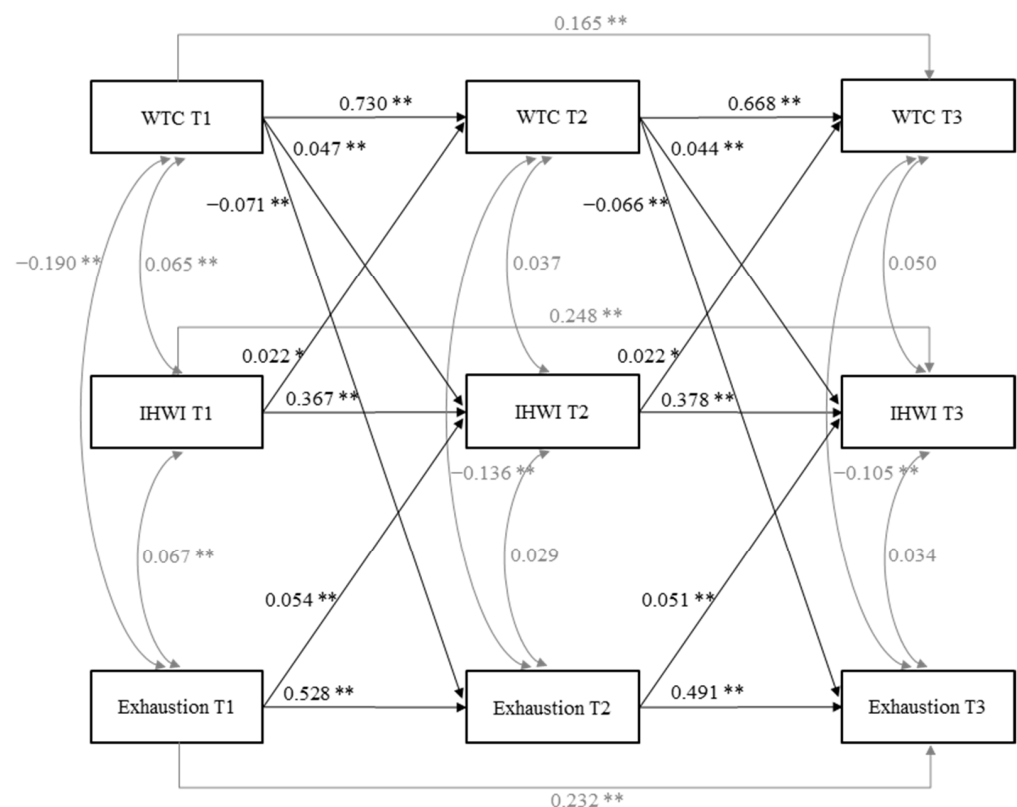 0.165 **
WTC T1
0.730 **
WTC T2
0.668 **
WTC T3
0.047 **
0.044 **
−0.071 **
−0.066 **
−0.190 **
0.065 **
0.037
0.050
0.248 **
0.022 *
0.022 *
IHWI T1
0.367 **
IHWI T2
0.378 **
IHWI T3
−0.136 **
−0.105 **
0.067 **
0.029
0.034
0.054 **
0.051 **
Exhaustion T1
0.528 **
Exhaustion T2
0.491 **
Exhaustion T3
0.232 **